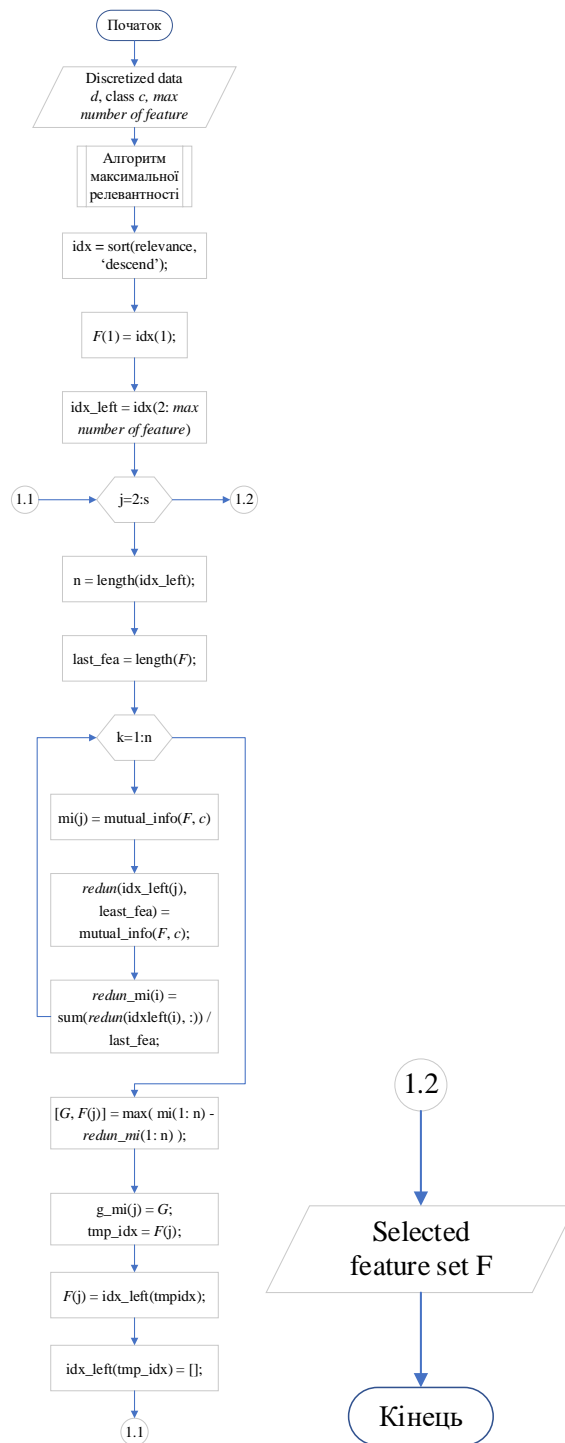 Початок
Discretized data
d, class c, max
number of feature
Алгоритм
максимальної
релевантності
idx = sort(relevance,
‘descend’);
F(1) = idx(1);
idx_left = idx(2: max
number of feature)
1.1
j=2:s
1.2
n = length(idx_left);
last_fea = length(F);
k=1:n
mi(j) = mutual_info(F, c)
redun(idx_left(j),
least_fea) =
mutual_info(F, c);
redun_mi(i) =
sum(redun(idxleft(i), :)) /
last_fea;
[G, F(j)] = max( mi(1: n) -
redun_mi(1: n) );
g_mi(j) = G;
tmp_idx = F(j);
F(j) = idx_left(tmpidx);
idx_left(tmp_idx) = [];
1.1
1.2
Selected
feature set F
Кінець